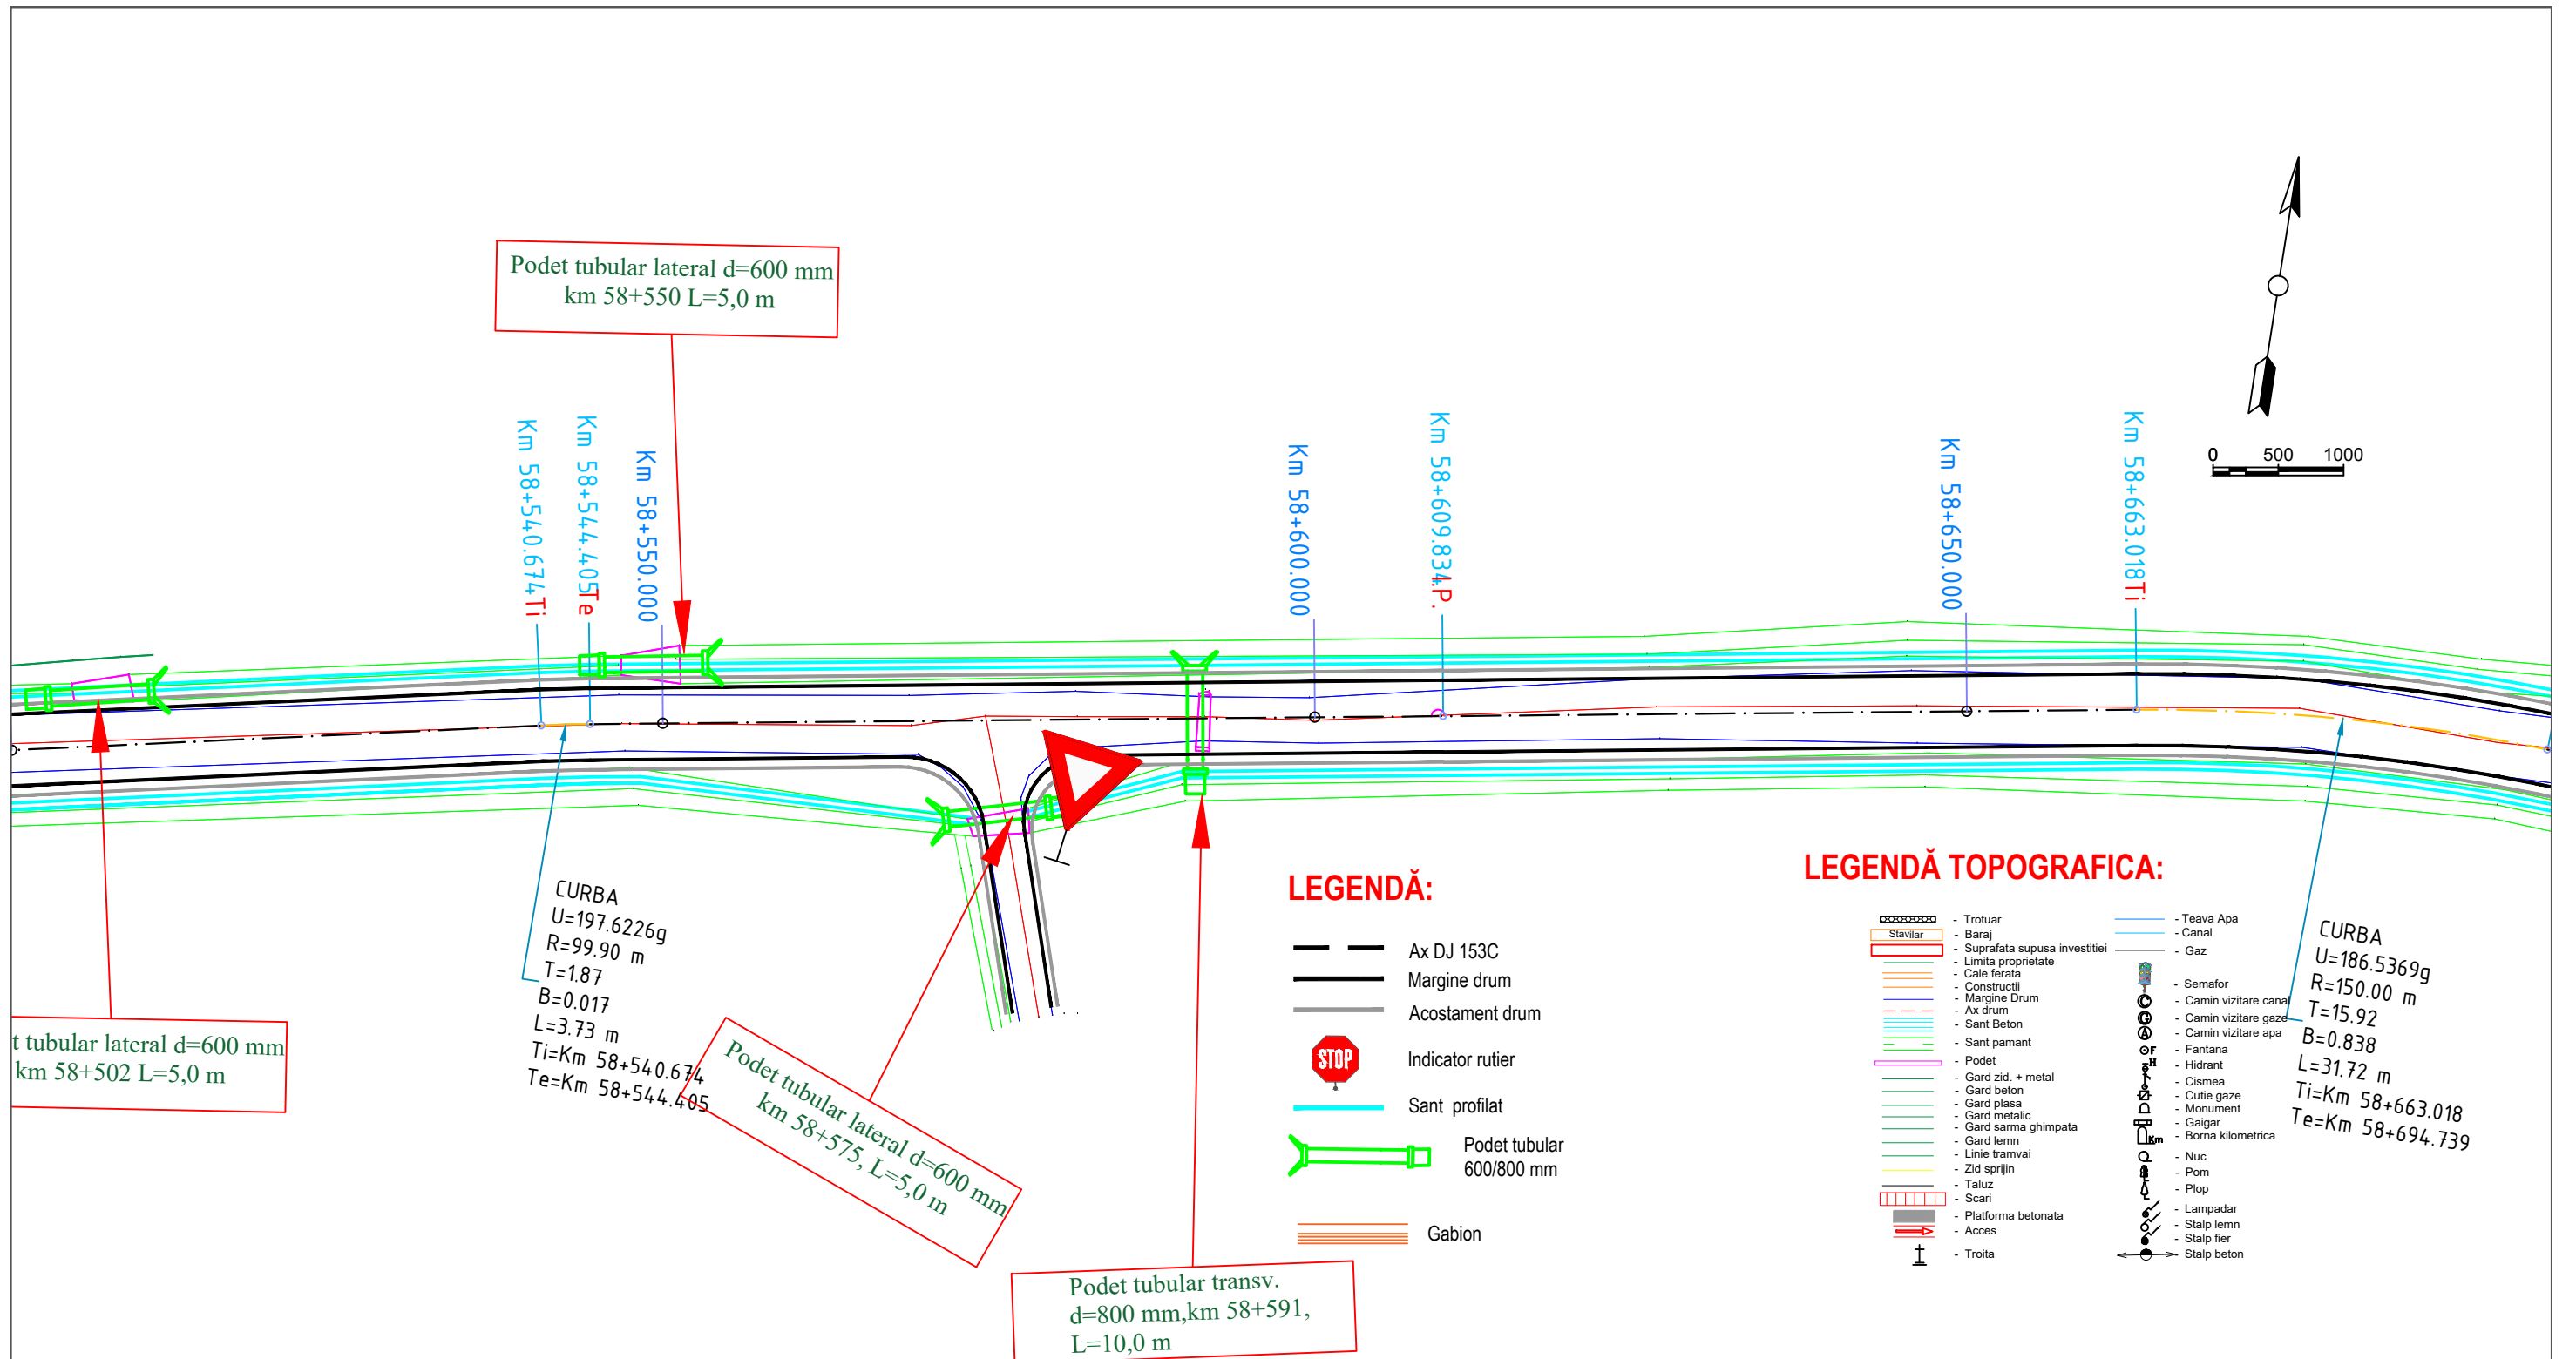 Podet tubular lateral d=600 mm
km 58+550 L=5,0 m
Km 58+540.674 Ti
Km 58+544.405 Te
Km 58+550.000
Km 58+600.000
Km 58+609.834 I.P.
Km 58+650.000
Km 58+663.018 Ti
0 500 1000
CURBA
U=197.6226g
R=99.90 m
T=1.87
B=0.017
L=3.73 m
Ti=Km 58+540.674
Te=Km 58+544.405
t tubular lateral d=600 mm
km 58+502 L=5,0 m
Podet tubular lateral d=600 mm
km 58+575, L=5,0 m
Podet tubular transv.
d=800 mm,km 58+591,
L=10,0 m
LEGENDĂ:
Ax DJ 153C
Margine drum
Acostament drum
STOP
Indicator rutier
Sant profilat
Podet tubular
600/800 mm
Gabion
LEGENDĂ TOPOGRAFICA:
- Trotuar
Stavilar - Baraj
- Suprafata supusa investitiei
- Limita proprietate
- Cale ferata
- Constructii
- Margine Drum
- Ax drum
- Sant Beton
- Sant pamant
- Podet
- Gard zid. + metal
- Gard beton
- Gard plasa
- Gard metalic
- Gard sarma ghimpata
- Gard lemn
- Linie tramvai
- Zid sprijin
- Taluz
- Scari
- Platforma betonata
- Acces
- Troita
- Teava Apa
- Canal
- Gaz
- Semafor
C - Camin vizitare canal
G - Camin vizitare gaze
A - Camin vizitare apa
F - Fantana
H - Hidrant
- Cismea
- Cutie gaze
- Monument
- Gaigar
Km - Borna kilometrica
- Nuc
- Pom
- Plop
- Lampadar
- Stalp lemn
- Stalp fier
- Stalp beton
CURBA
U=186.5369g
R=150.00 m
T=15.92
B=0.838
L=31.72 m
Ti=Km 58+663.018
Te=Km 58+694.739